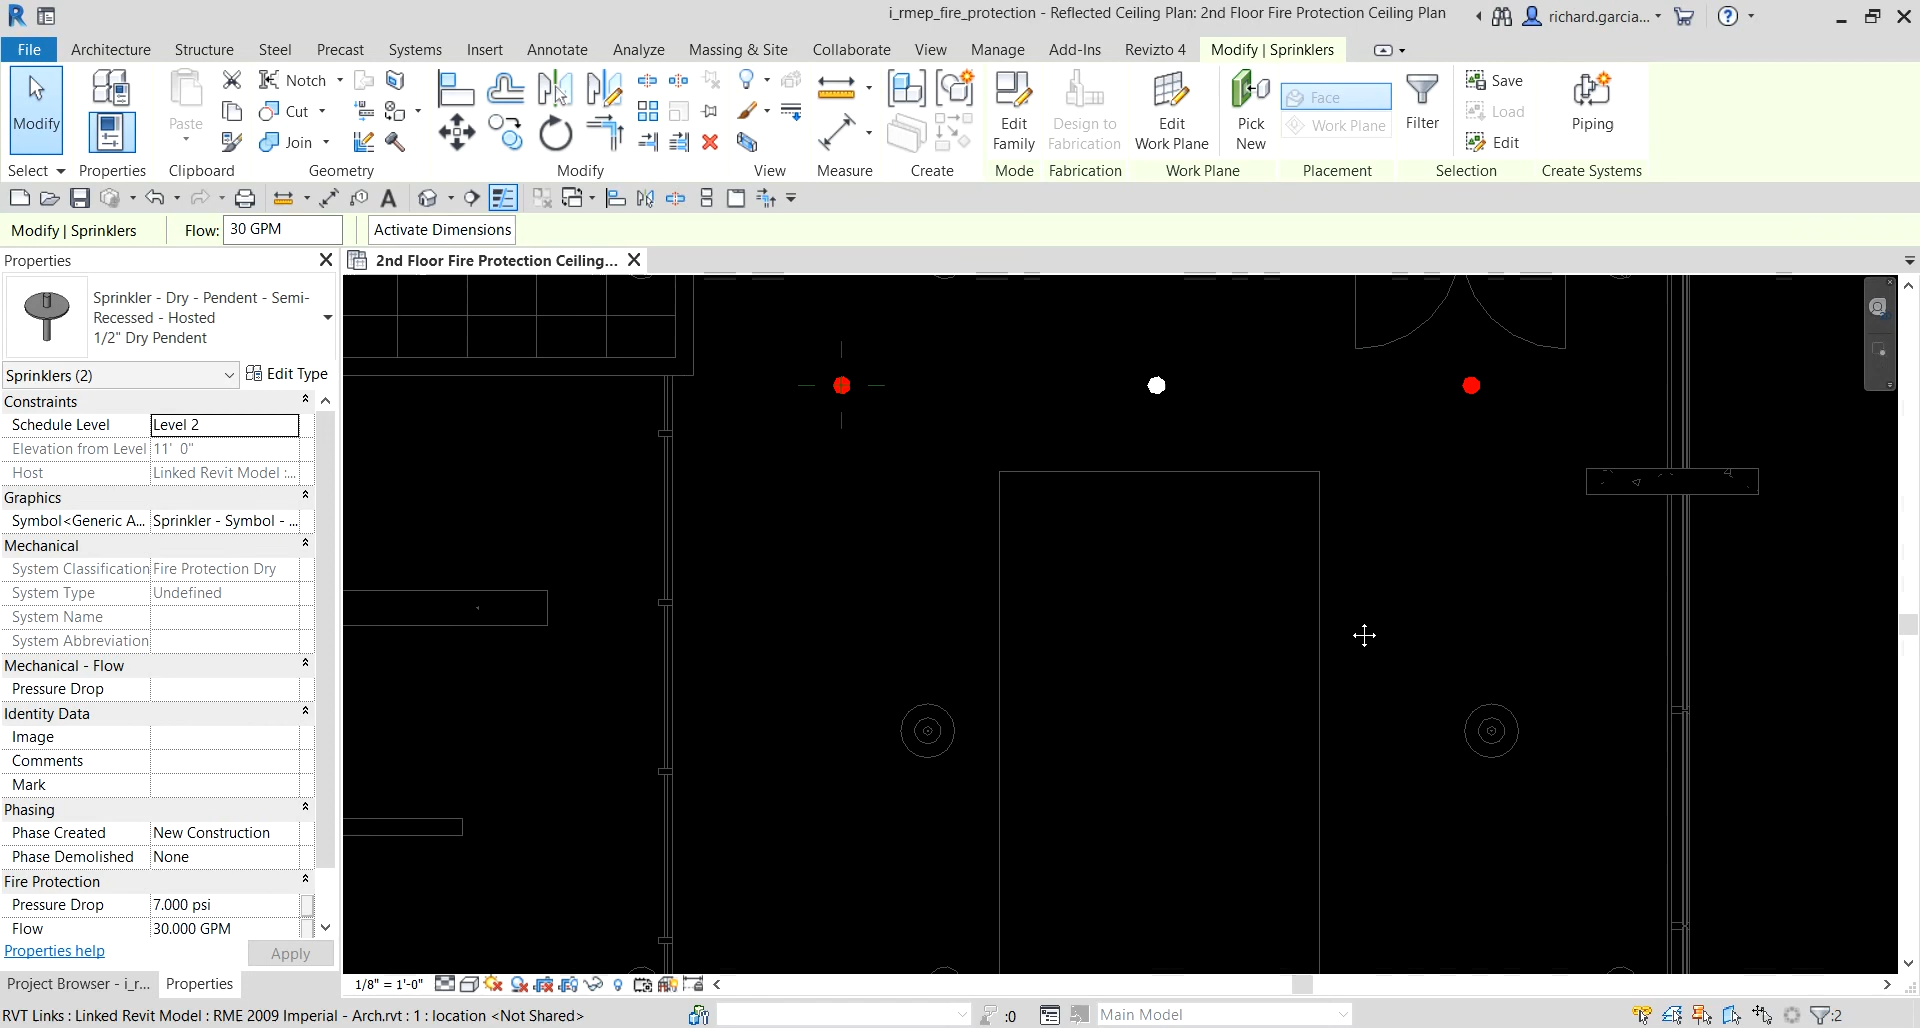 i_rmep_fire_protection - Reflected Ceiling Plan: 2nd Floor Fire Protection Ceiling Plan
richard.garcia...
File Architecture Structure Steel Precast Systems Insert Annotate Analyze Massing & Site Collaborate View Manage Add-Ins Revizto 4 Modify | Sprinklers
Modify
Paste
Notch
Cut
Join
Edit Family
Design to Fabrication
Edit Work Plane
Pick New
Face
Work Plane
Filter
Save
Load
Edit
Piping
Select Properties Clipboard Geometry Modify View Measure Create Mode Fabrication Work Plane Placement Selection Create Systems
Modify | Sprinklers Flow: 30 GPM Activate Dimensions
Properties
2nd Floor Fire Protection Ceiling...
Sprinkler - Dry - Pendent - Semi-
Recessed - Hosted
1/2" Dry Pendent
Sprinklers (2) Edit Type
Constraints
Schedule Level Level 2
Elevation from Level 11' 0"
Host Linked Revit Model :...
Graphics
Symbol<Generic A... Sprinkler - Symbol - ...
Mechanical
System Classification Fire Protection Dry
System Type Undefined
System Name
System Abbreviation
Mechanical - Flow
Pressure Drop
Identity Data
Image
Comments
Mark
Phasing
Phase Created New Construction
Phase Demolished None
Fire Protection
Pressure Drop 7.000 psi
Flow 30.000 GPM
Properties help Apply
Project Browser - i_r... Properties
1/8" = 1'-0"
RVT Links : Linked Revit Model : RME 2009 Imperial - Arch.rvt : 1 : location <Not Shared>
:0
Main Model
:2